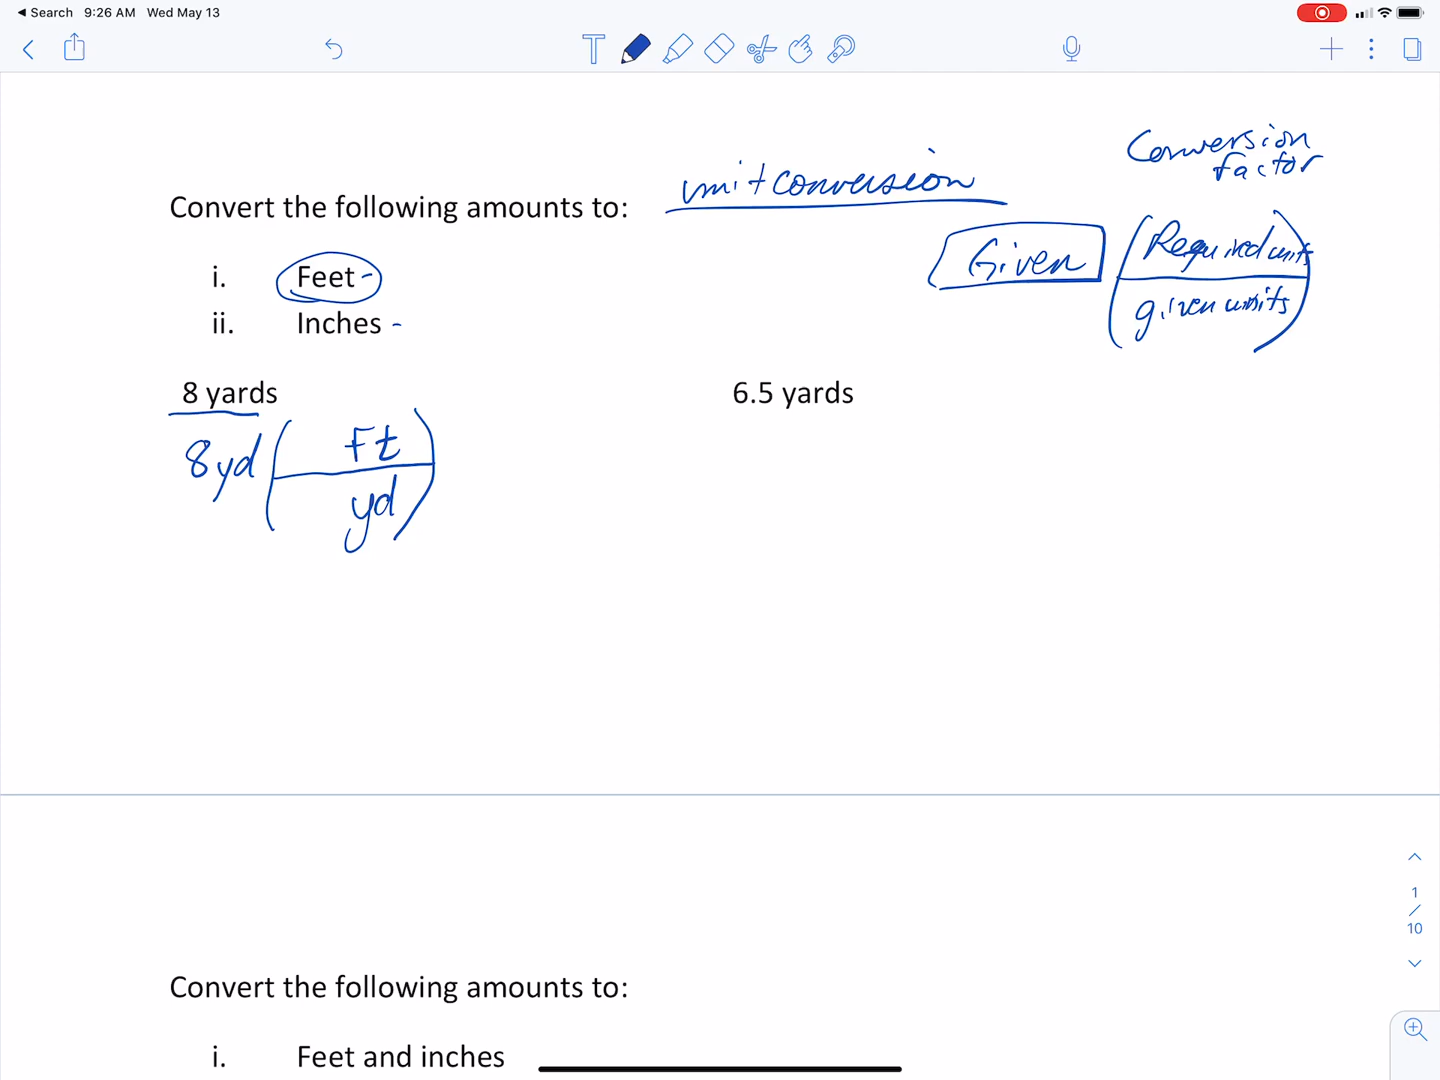 ◄ Search 9:26 AM Wed May 13
T
Conversion
factor
unit conversion
Convert the following amounts to:
Given
Required units
given units
i. Feet -
ii. Inches -
8 yards
6.5 yards
8yd ( Ft
yd )
1
/
10
Convert the following amounts to:
i. Feet and inches